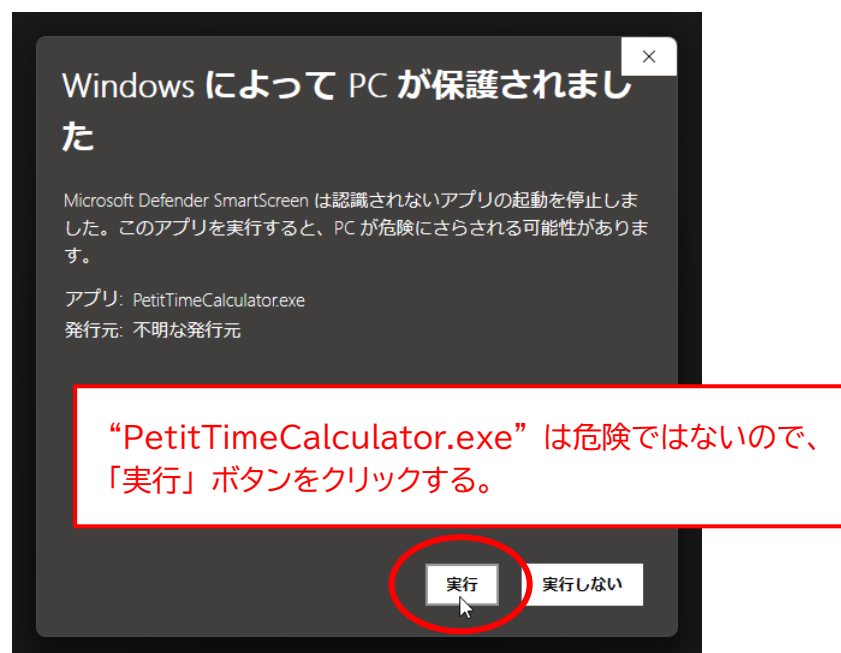 Windows によって PC が保護されまし
た
Microsoft Defender SmartScreen は認識されないアプリの起動を停止しま
した。このアプリを実行すると、PC が危険にさらされる可能性がありま
す。
アプリ: PetitTimeCalculator.exe
発行元: 不明な発行元
“PetitTimeCalculator.exe” は危険ではないので、
「実行」ボタンをクリックする。
実行 実行しない